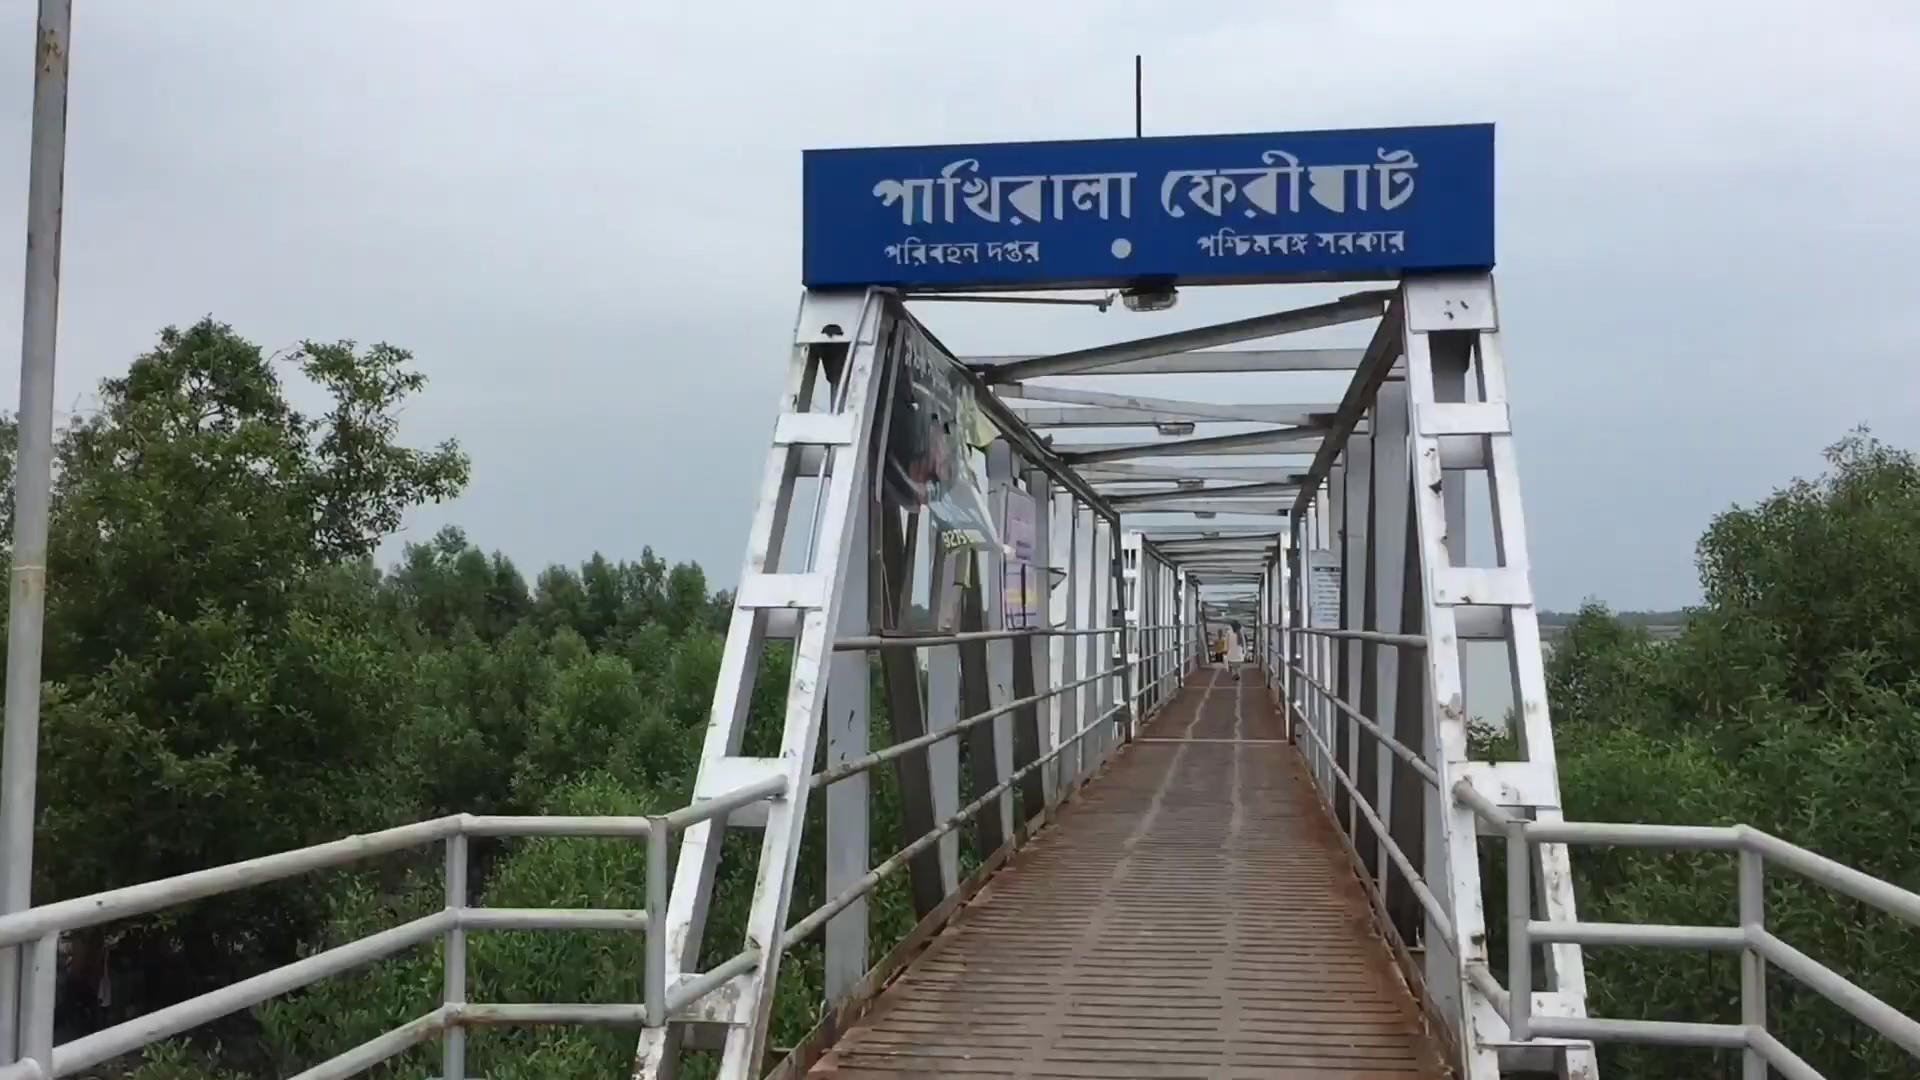 পাখিরালা ফেরীঘাট
পরিবহন দপ্তর ● পশ্চিমবঙ্গ সরকার